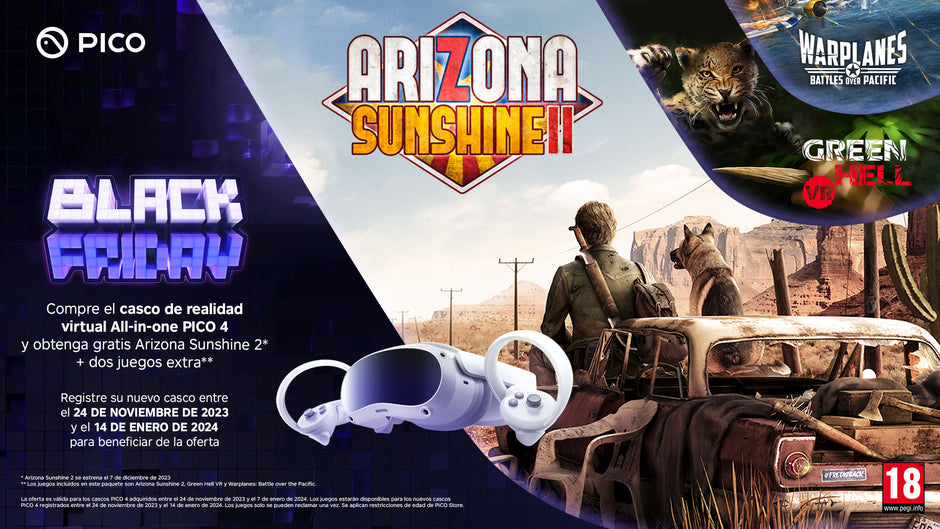 PICO
ARIZONA
SUNSHINE II
WARPLANES
BATTLES OVER PACIFIC
GREEN
HELL
VR
BLACK
FRIDAY
Compre el casco de realidad
virtual All-in-one PICO 4
y obtenga gratis Arizona Sunshine 2*
+ dos juegos extra**
Registre su nuevo casco entre
el 24 DE NOVIEMBRE DE 2023
y el 14 DE ENERO DE 2024
para beneficiar de la oferta
* Arizona Sunshine 2 se estrena el 7 de diciembre de 2023
** Los juegos incluidos en este paquete son Arizona Sunshine 2, Green Hell VR y Warplanes: Battle over the Pacific.
La oferta es válida para los cascos PICO 4 adquiridos entre el 24 de noviembre de 2023 y el 7 de enero de 2024. Los juegos estarán disponibles para los nuevos cascos
PICO 4 registrados entre el 24 de noviembre de 2023 y el 14 de enero de 2024. Los juegos solo se pueden reclamar una vez. Se aplican restricciones de edad de PICO Store.
#FREDISBACK
18
www.pegi.info